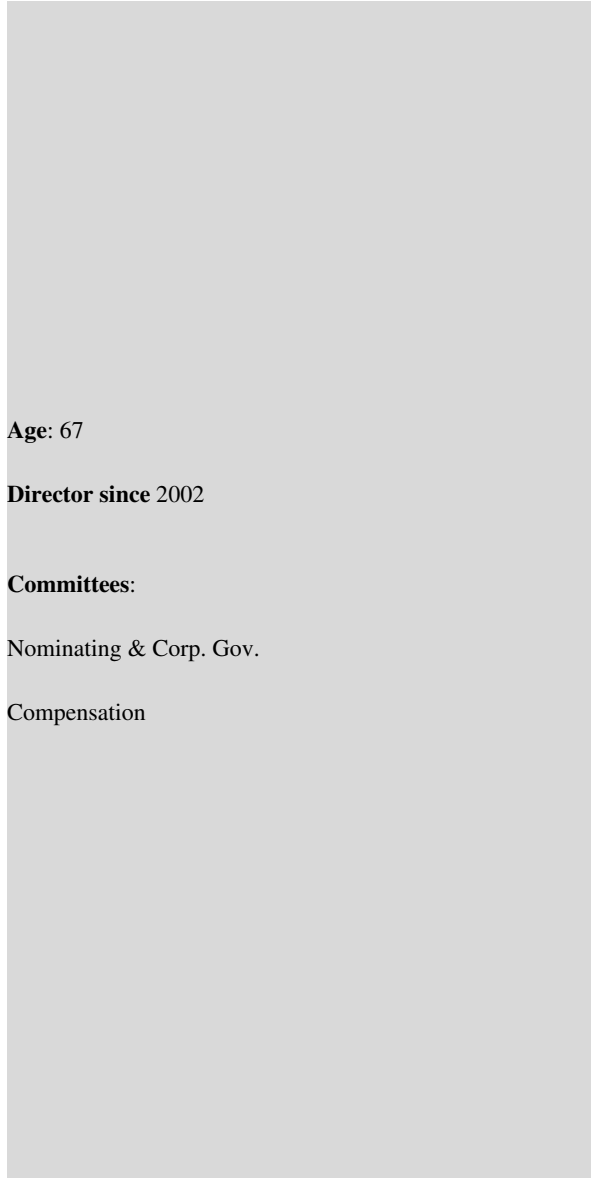 Age: 67
Director since 2002
Committees:
Nominating & Corp. Gov.
Compensation